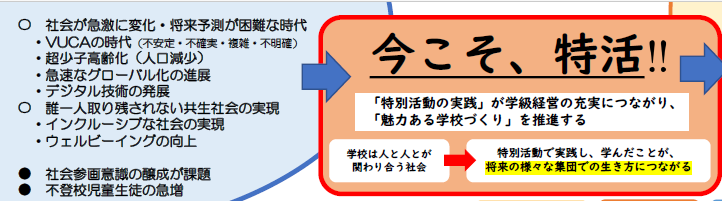 ○ 社会が急激に変化・将来予測が困難な時代
・VUCAの時代（不安定・不確実・複雑・不明確）
・超少子高齢化（人口減少）
・急速なグローバル化の進展
・デジタル技術の発展
○ 誰一人取り残されない共生社会の実現
・インクルーシブな社会の実現
・ウェルビーイングの向上
● 社会参画意識の醸成が課題
● 不登校児童生徒の急増
今こそ、特活!!
「特別活動の実践」が学級経営の充実につながり、
「魅力ある学校づくり」を推進する
学校は人と人とが
関わり合う社会
特別活動で実践し、学んだことが、
将来の様々な集団での生き方につながる